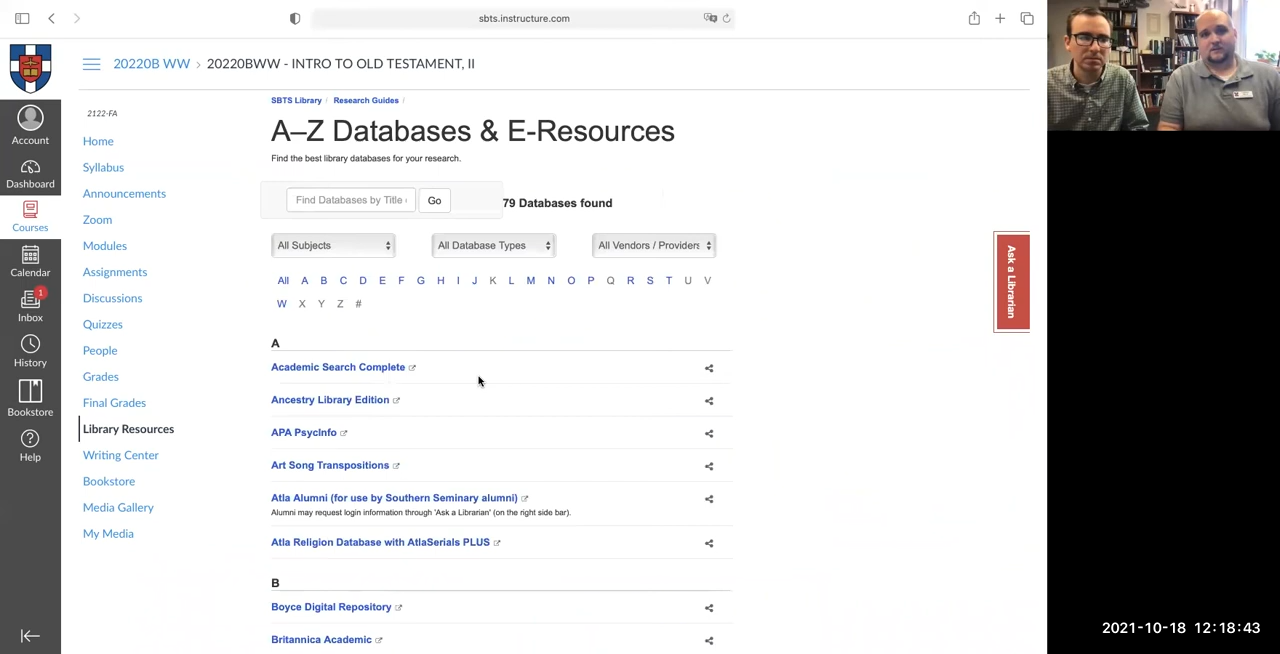 sbts.instructure.com
20220B WW › 20220BWW - INTRO TO OLD TESTAMENT, II
Account
Dashboard
Courses
Calendar
1
Inbox
History
Bookstore
Help
2122-FA
Home
Syllabus
Announcements
Zoom
Modules
Assignments
Discussions
Quizzes
People
Grades
Final Grades
Library Resources
Writing Center
Bookstore
Media Gallery
My Media
SBTS Library / Research Guides /
A–Z Databases & E-Resources
Find the best library databases for your research.
Find Databases by Title Go 79 Databases found
All Subjects All Database Types All Vendors / Providers
All A B C D E F G H I J K L M N O P Q R S T U V
W X Y Z #
A
Academic Search Complete
Ancestry Library Edition
APA PsycInfo
Art Song Transpositions
Atla Alumni (for use by Southern Seminary alumni)
Alumni may request login information through 'Ask a Librarian' (on the right side bar).
Atla Religion Database with AtlaSerials PLUS
B
Boyce Digital Repository
Britannica Academic
Ask a Librarian
2021-10-18 12:18:43